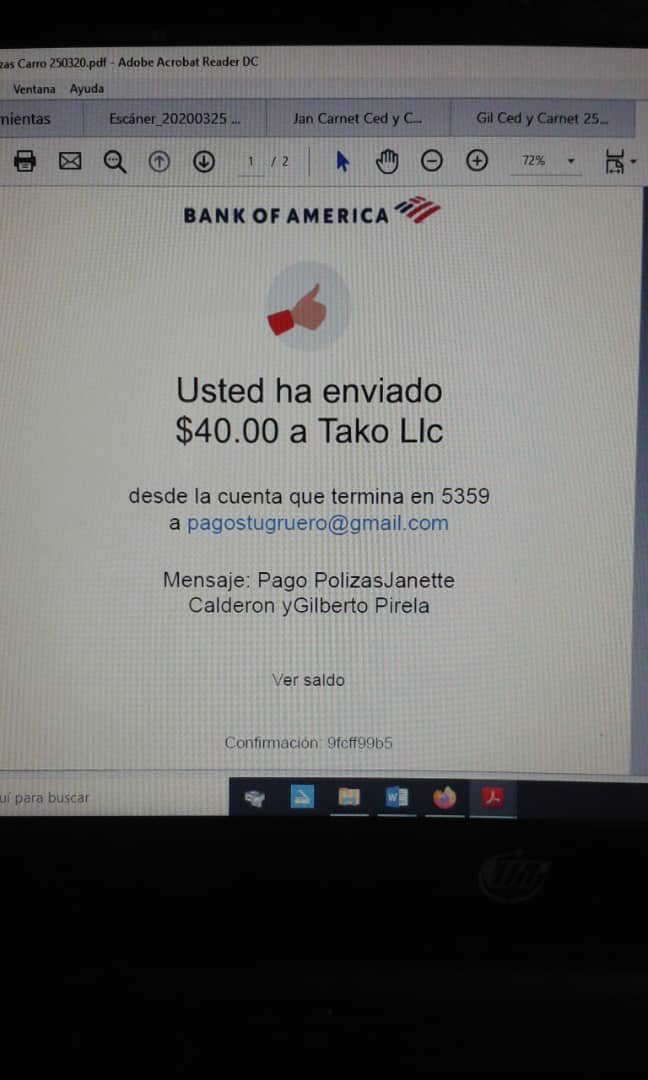 zas Carro 250320.pdf - Adobe Acrobat Reader DC
Ventana Ayuda
mientas Escáner_20200325 ... Jan Carnet Ced y C... Gil Ced y Carnet 25...
1 / 2 72%
BANK OF AMERICA
Usted ha enviado
$40.00 a Tako Llc
desde la cuenta que termina en 5359
a pagostugruero@gmail.com
Mensaje: Pago PolizasJanette
Calderon yGilberto Pirela
Ver saldo
Confirmación: 9fcff99b5
uí para buscar